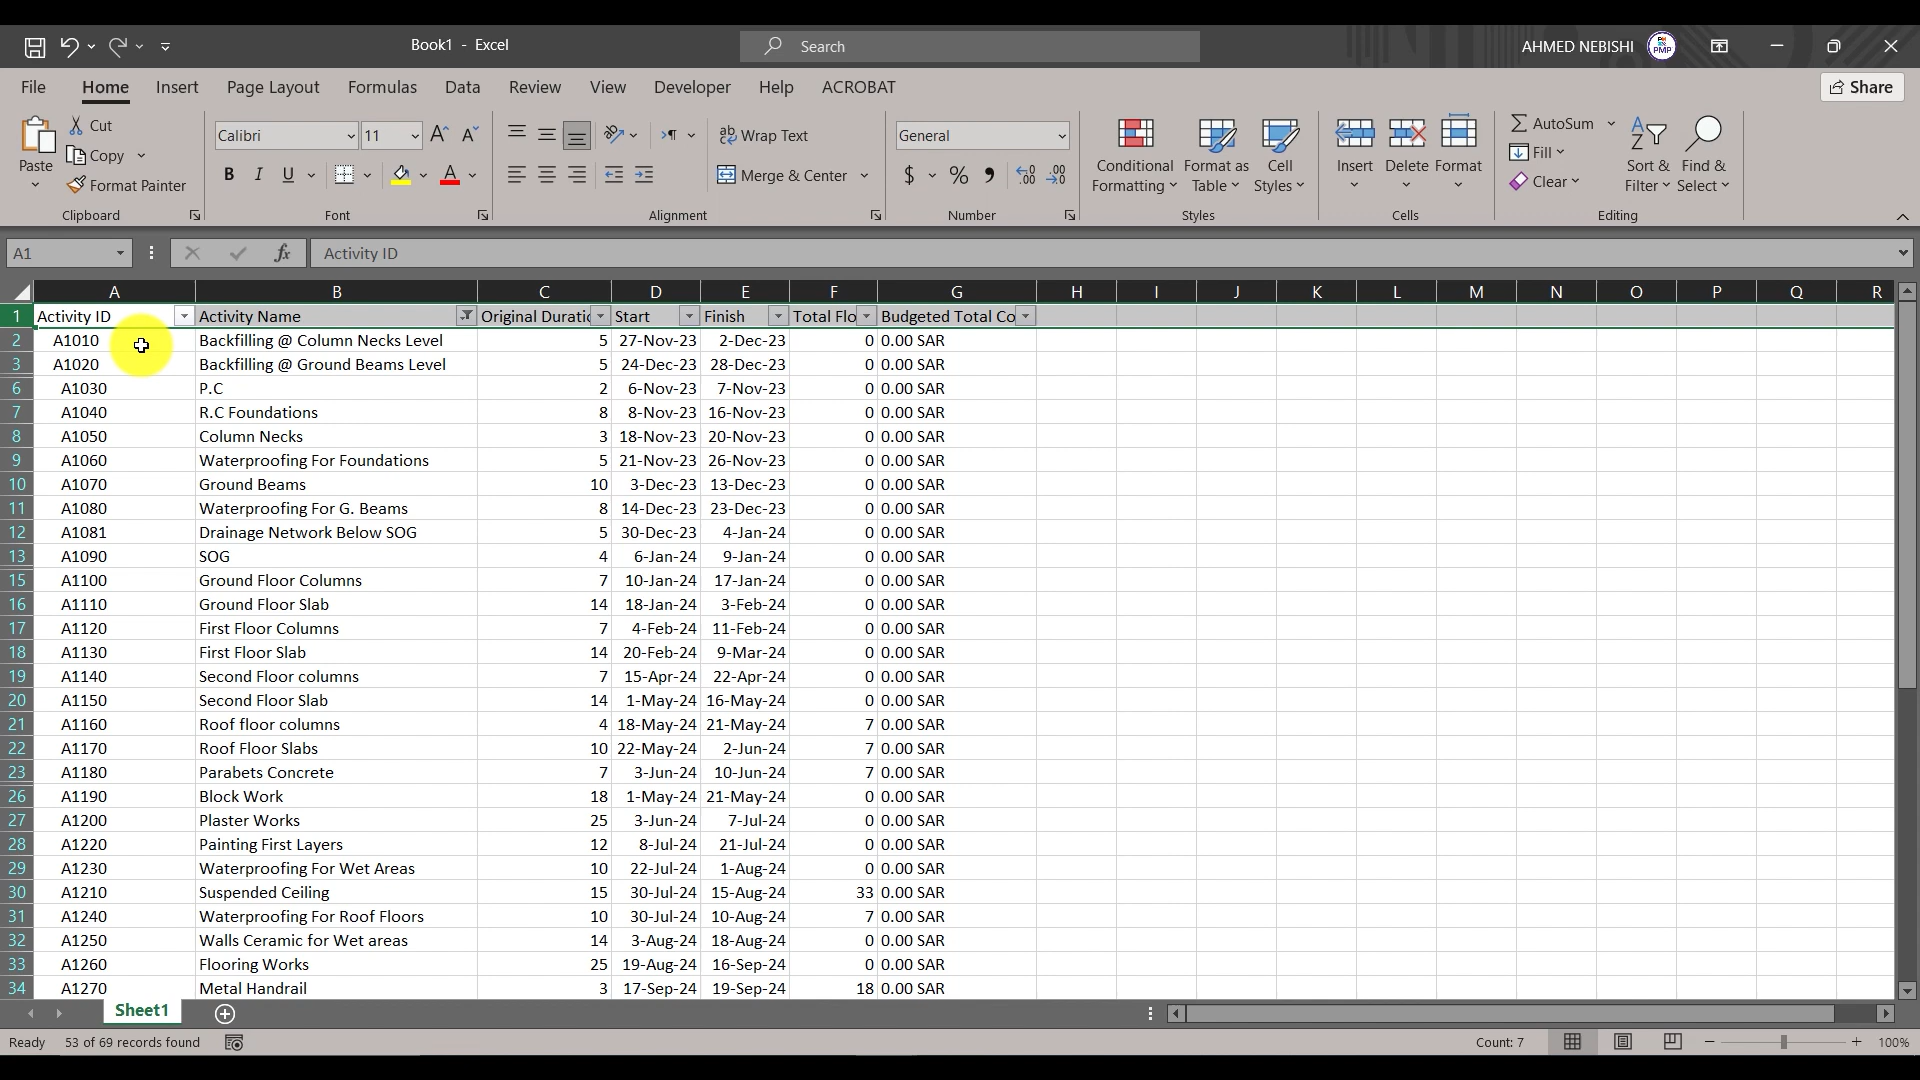 Book1 - Excel
Search
AHMED NEBISHI
PMP
File Home Insert Page Layout Formulas Data Review View Developer Help ACROBAT Share
Paste
Cut
Copy
Format Painter
Clipboard
Calibri 11
B I U
Font
Wrap Text
Merge & Center
Alignment
General
$ % 9
Number
Conditional Formatting
Format as Table
Cell Styles
Styles
Insert Delete Format
Cells
AutoSum
Fill
Clear
Sort & Filter
Find & Select
Editing
A1 fx Activity ID
A B C D E F G H I J K L M N O P Q R
1 Activity ID Activity Name Original Duratic Start Finish Total Flo Budgeted Total Co
2 A1010 Backfilling @ Column Necks Level 5 27-Nov-23 2-Dec-23 0 0.00 SAR
3 A1020 Backfilling @ Ground Beams Level 5 24-Dec-23 28-Dec-23 0 0.00 SAR
6 A1030 P.C 2 6-Nov-23 7-Nov-23 0 0.00 SAR
7 A1040 R.C Foundations 8 8-Nov-23 16-Nov-23 0 0.00 SAR
8 A1050 Column Necks 3 18-Nov-23 20-Nov-23 0 0.00 SAR
9 A1060 Waterproofing For Foundations 5 21-Nov-23 26-Nov-23 0 0.00 SAR
10 A1070 Ground Beams 10 3-Dec-23 13-Dec-23 0 0.00 SAR
11 A1080 Waterproofing For G. Beams 8 14-Dec-23 23-Dec-23 0 0.00 SAR
12 A1081 Drainage Network Below SOG 5 30-Dec-23 4-Jan-24 0 0.00 SAR
13 A1090 SOG 4 6-Jan-24 9-Jan-24 0 0.00 SAR
15 A1100 Ground Floor Columns 7 10-Jan-24 17-Jan-24 0 0.00 SAR
16 A1110 Ground Floor Slab 14 18-Jan-24 3-Feb-24 0 0.00 SAR
17 A1120 First Floor Columns 7 4-Feb-24 11-Feb-24 0 0.00 SAR
18 A1130 First Floor Slab 14 20-Feb-24 9-Mar-24 0 0.00 SAR
19 A1140 Second Floor columns 7 15-Apr-24 22-Apr-24 0 0.00 SAR
20 A1150 Second Floor Slab 14 1-May-24 16-May-24 0 0.00 SAR
21 A1160 Roof floor columns 4 18-May-24 21-May-24 7 0.00 SAR
22 A1170 Roof Floor Slabs 10 22-May-24 2-Jun-24 7 0.00 SAR
23 A1180 Parabets Concrete 7 3-Jun-24 10-Jun-24 7 0.00 SAR
26 A1190 Block Work 18 1-May-24 21-May-24 0 0.00 SAR
27 A1200 Plaster Works 25 3-Jun-24 7-Jul-24 0 0.00 SAR
28 A1220 Painting First Layers 12 8-Jul-24 21-Jul-24 0 0.00 SAR
29 A1230 Waterproofing For Wet Areas 10 22-Jul-24 1-Aug-24 0 0.00 SAR
30 A1210 Suspended Ceiling 15 30-Jul-24 15-Aug-24 33 0.00 SAR
31 A1240 Waterproofing For Roof Floors 10 30-Jul-24 10-Aug-24 7 0.00 SAR
32 A1250 Walls Ceramic for Wet areas 14 3-Aug-24 18-Aug-24 0 0.00 SAR
33 A1260 Flooring Works 25 19-Aug-24 16-Sep-24 0 0.00 SAR
34 A1270 Metal Handrail 3 17-Sep-24 19-Sep-24 18 0.00 SAR
Sheet1
Ready 53 of 69 records found Count: 7 100%